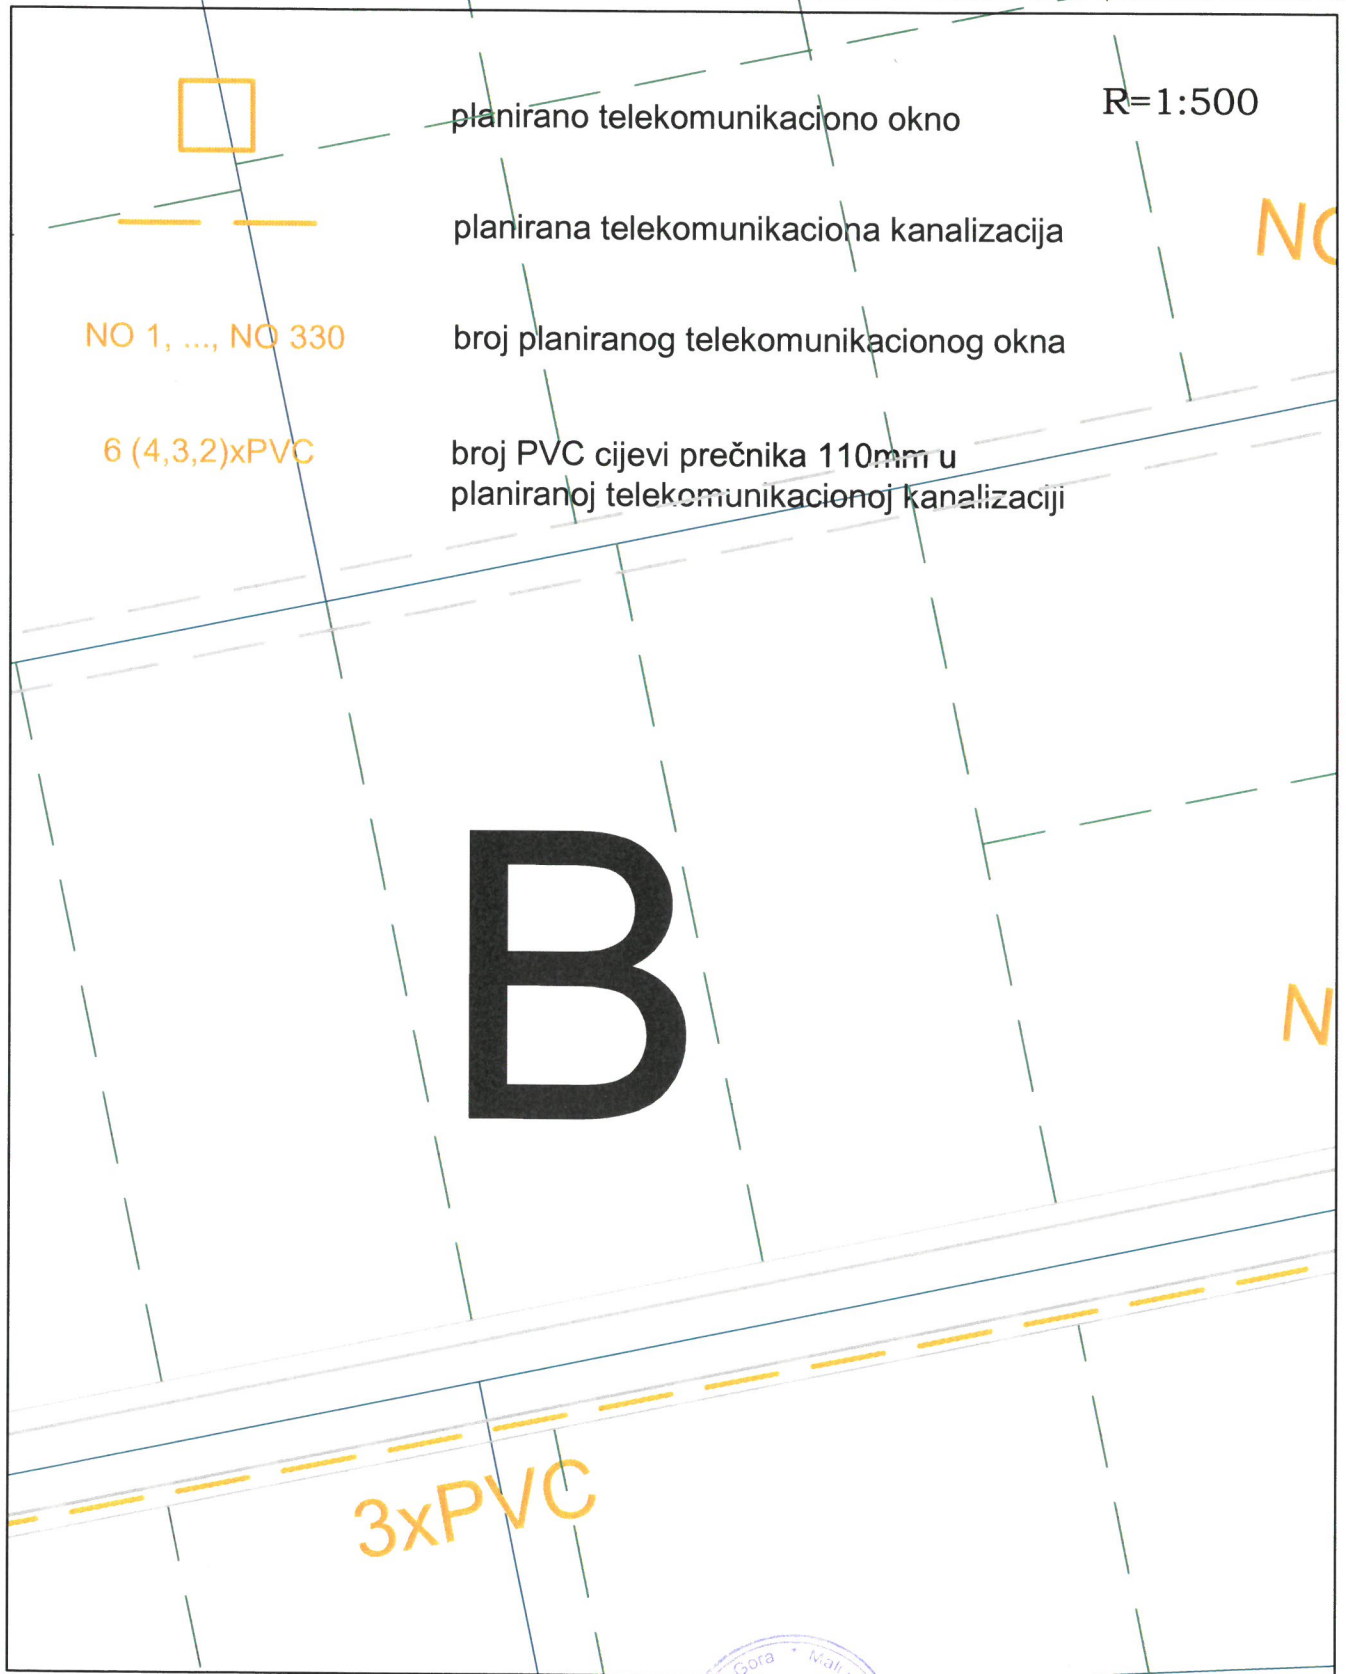 planirano telekomunikaciono okno
R=1:500
planirana telekomunikaciona kanalizacija
NO 1, ..., NO 330
broj planiranog telekomunikacionog okna
6 (4,3,2)xPVC
broj PVC cijevi prečnika 110mm u
planiranoj telekomunikacionoj kanalizaciji
B
3xPVC
Gora